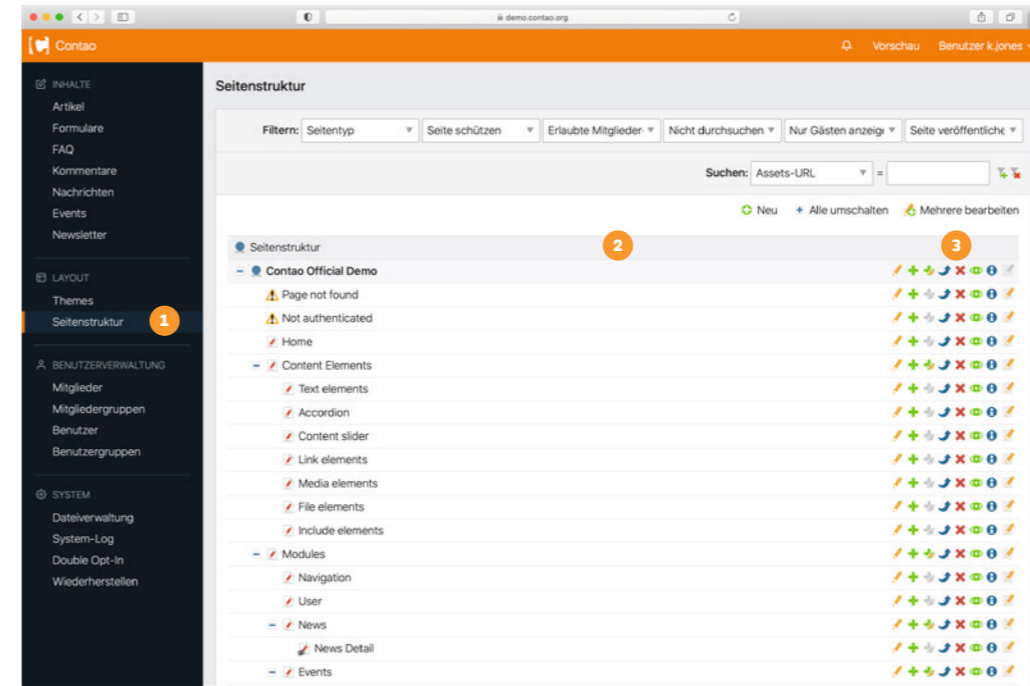 demo.contao.org
Contao
Vorschau Benutzer k.jones
INHALTE
Artikel
Formulare
FAQ
Kommentare
Nachrichten
Events
Newsletter
LAYOUT
Themes
Seitenstruktur 1
BENUTZERVERWALTUNG
Mitglieder
Mitgliedergruppen
Benutzer
Benutzergruppen
SYSTEM
Dateiverwaltung
System-Log
Double Opt-In
Wiederherstellen
Seitenstruktur
Filtern: Seitentyp Seite schützen Erlaubte Mitglieder Nicht durchsuchen Nur Gästen anzeig Seite veröffentliche
Suchen: Assets-URL =
Neu Alle umschalten Mehrere bearbeiten
Seitenstruktur 2 3
Contao Official Demo
Page not found
Not authenticated
Home
Content Elements
Text elements
Accordion
Content slider
Link elements
Media elements
File elements
Include elements
Modules
Navigation
User
News
News Detail
Events